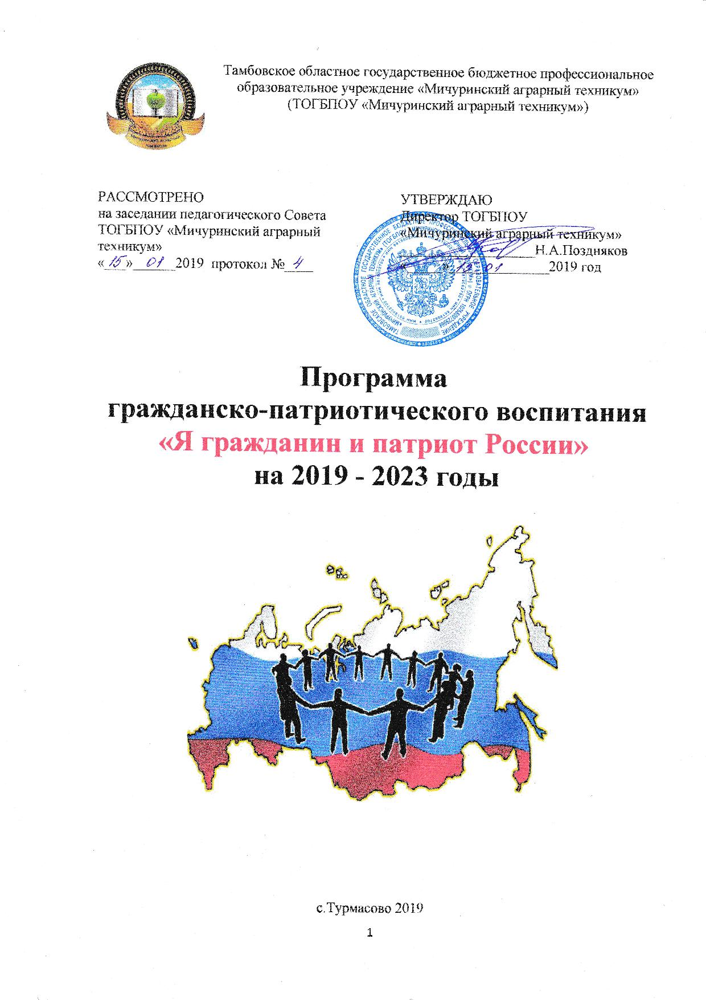 Тамбовское областное государственное бюджетное профессиональное
образовательное учреждение «Мичуринский аграрный техникум»
(ТОГБПОУ «Мичуринский аграрный техникум»)
РАССМОТРЕНО
на заседании педагогического Совета
ТОГБПОУ «Мичуринский аграрный
техникум»
«15» 01 2019 протокол № 4
УТВЕРЖДАЮ
Директор ТОГБПОУ
«Мичуринский аграрный техникум»
Н.А.Поздняков
« » 01 2019 год
Программа
гражданско-патриотического воспитания
«Я гражданин и патриот России»
на 2019 - 2023 годы
с.Турмасово 2019
1